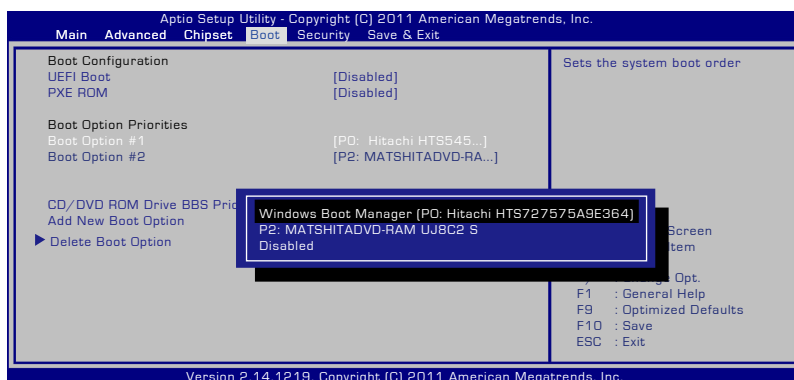 Aptio Setup Utility - Copyright (C) 2011 American Megatrends, Inc.
Main Advanced Chipset Boot Security Save & Exit
Boot Configuration
UEFI Boot [Disabled]
PXE ROM [Disabled]
Boot Option Priorities
Boot Option #1 [P0: Hitachi HTS545...]
Boot Option #2 [P2: MATSHITADVD-RA...]
CD/DVD ROM Drive BBS
Add New Boot Option
Delete Boot Option
Sets the system boot order
Windows Boot Manager (P0: Hitachi HTS727575A9E364)
P2: MATSHITADVD-RAM UJ8C2 S
Disabled
Screen
Item
Opt.
F1 : General Help
F9 : Optimized Defaults
F10 : Save
ESC : Exit
Version 2.14.1219. Copyright (C) 2011 American Megatrends, Inc.